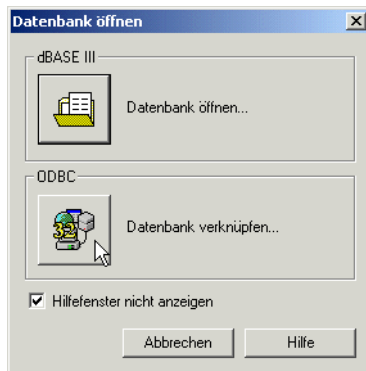 Datenbank öffnen
dBASE III
Datenbank öffnen...
ODBC
32
Datenbank verknüpfen...
Hilfefenster nicht anzeigen
Abbrechen
Hilfe